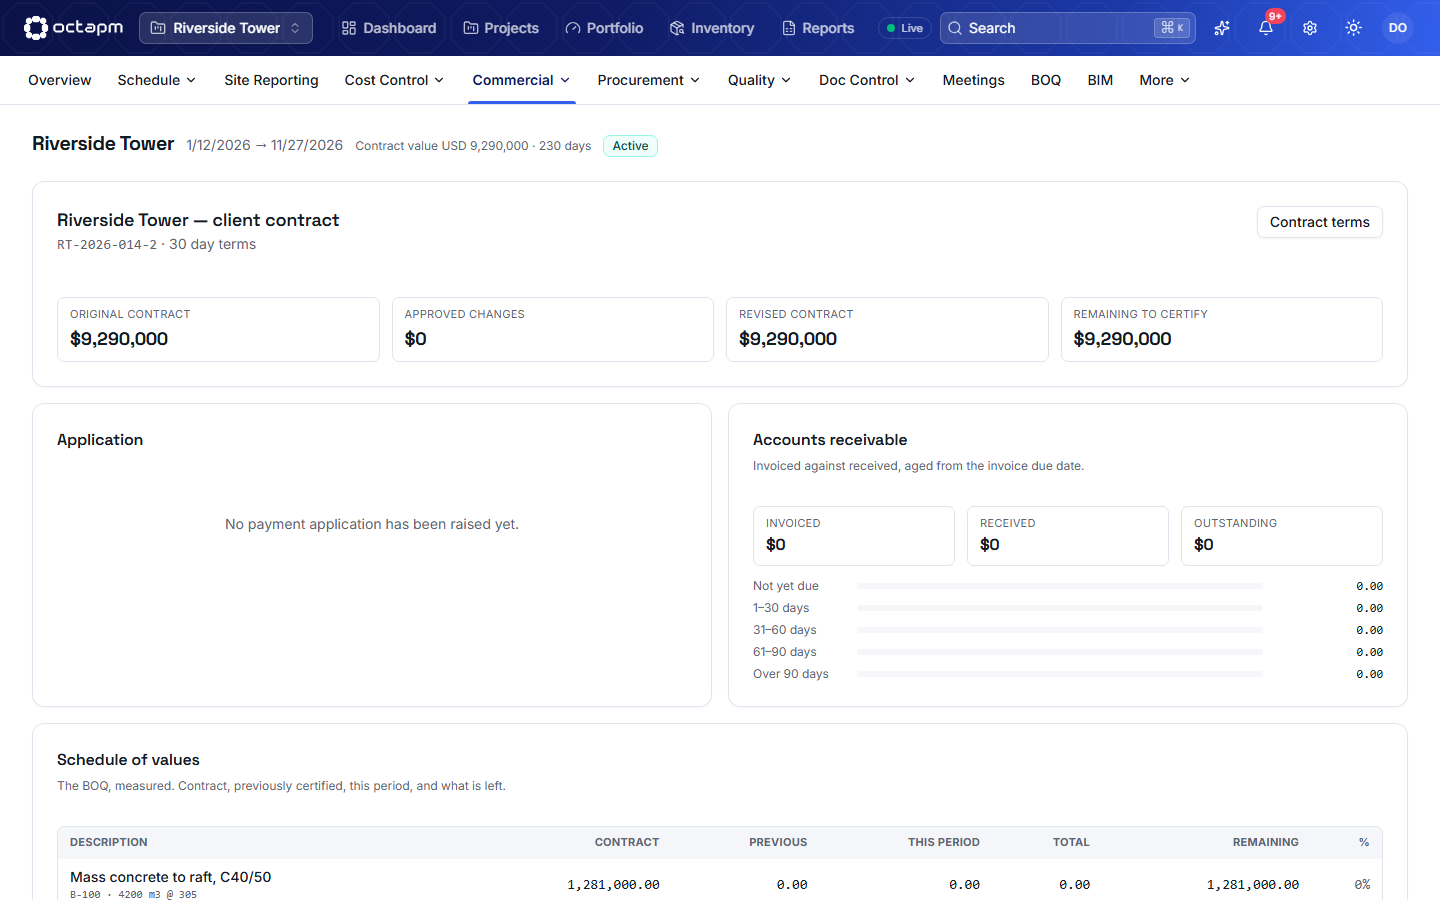 octapm Riverside Tower Dashboard Projects Portfolio Inventory Reports Live Search ⌘ K 9+ DO
Overview Schedule Site Reporting Cost Control Commercial Procurement Quality Doc Control Meetings BOQ BIM More
Riverside Tower 1/12/2026 → 11/27/2026 Contract value USD 9,290,000 · 230 days Active
Riverside Tower — client contract
Contract terms
RT-2026-014-2 · 30 day terms
ORIGINAL CONTRACT APPROVED CHANGES REVISED CONTRACT REMAINING TO CERTIFY
$9,290,000 $0 $9,290,000 $9,290,000
Application
No payment application has been raised yet.
Accounts receivable
Invoiced against received, aged from the invoice due date.
INVOICED RECEIVED OUTSTANDING
$0 $0 $0
Not yet due 0.00
1–30 days 0.00
31–60 days 0.00
61–90 days 0.00
Over 90 days 0.00
Schedule of values
The BOQ, measured. Contract, previously certified, this period, and what is left.
DESCRIPTION CONTRACT PREVIOUS THIS PERIOD TOTAL REMAINING %
Mass concrete to raft, C40/50 1,281,000.00 0.00 0.00 0.00 1,281,000.00 0%
B-100 · 4200 m3 @ 305